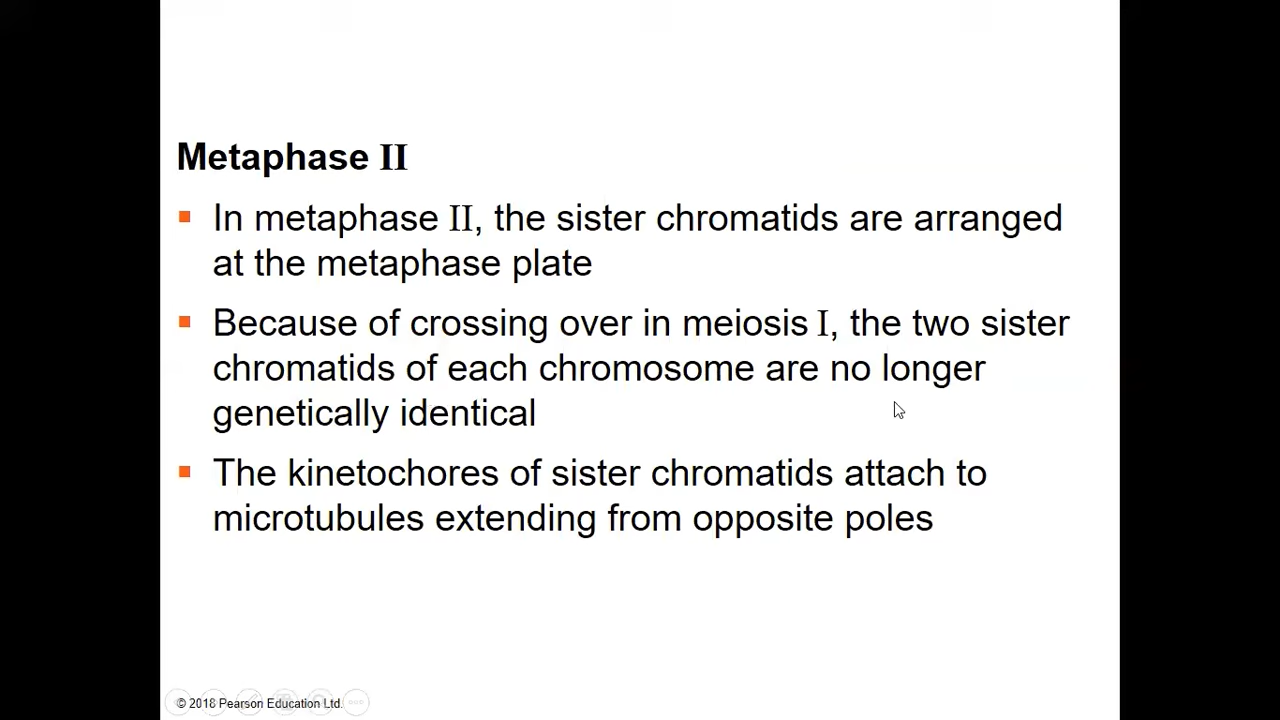 Metaphase II
In metaphase II, the sister chromatids are arranged
at the metaphase plate
Because of crossing over in meiosis I, the two sister
chromatids of each chromosome are no longer
genetically identical
The kinetochores of sister chromatids attach to
microtubules extending from opposite poles
© 2018 Pearson Education Ltd.